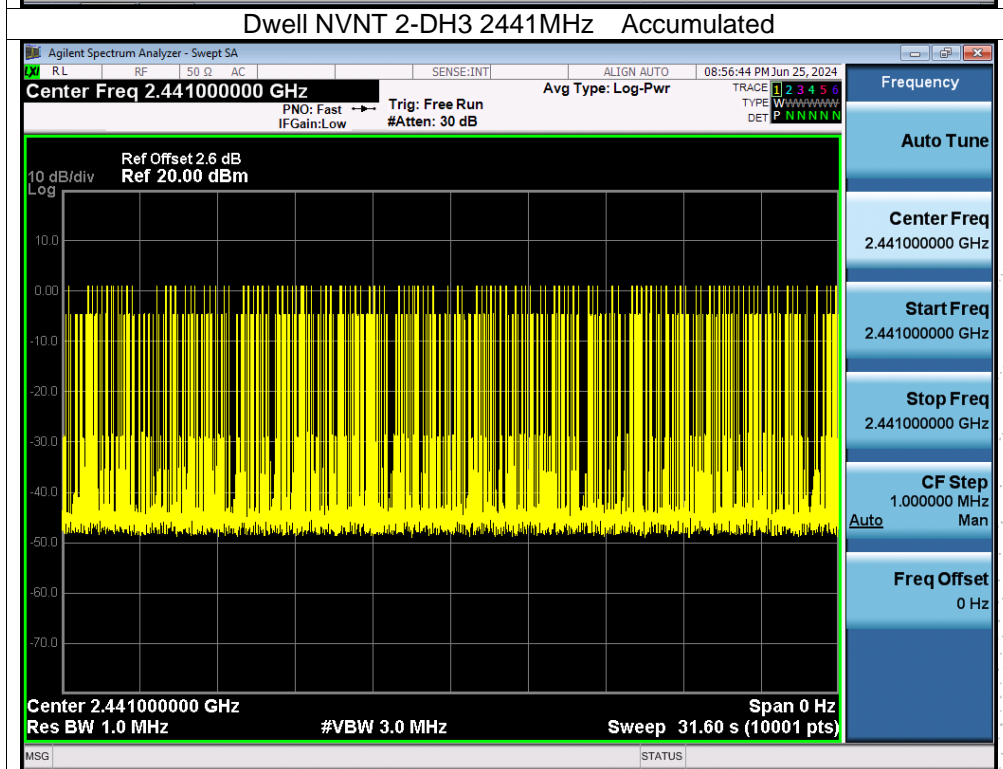 Dwell NVNT 2-DH3 2441MHz Accumulated
Agilent Spectrum Analyzer - Swept SA
LXI RL RF 50 Ω AC SENSE:INT ALIGN AUTO 08:56:44 PM Jun 25, 2024
Center Freq 2.441000000 GHz
PNO: Fast
IFGain:Low
Trig: Free Run
#Atten: 30 dB
Avg Type: Log-Pwr
TRACE 1 2 3 4 5 6
TYPE WWWWWWW
DET P N N N N N
Frequency
Auto Tune
Center Freq
2.441000000 GHz
Start Freq
2.441000000 GHz
Stop Freq
2.441000000 GHz
CF Step
1.000000 MHz
Auto Man
Freq Offset
0 Hz
Ref Offset 2.6 dB
10 dB/div Ref 20.00 dBm
Log
10.0
0.00
-10.0
-20.0
-30.0
-40.0
-50.0
-60.0
-70.0
Center 2.441000000 GHz Span 0 Hz
Res BW 1.0 MHz #VBW 3.0 MHz Sweep 31.60 s (10001 pts)
MSG STATUS